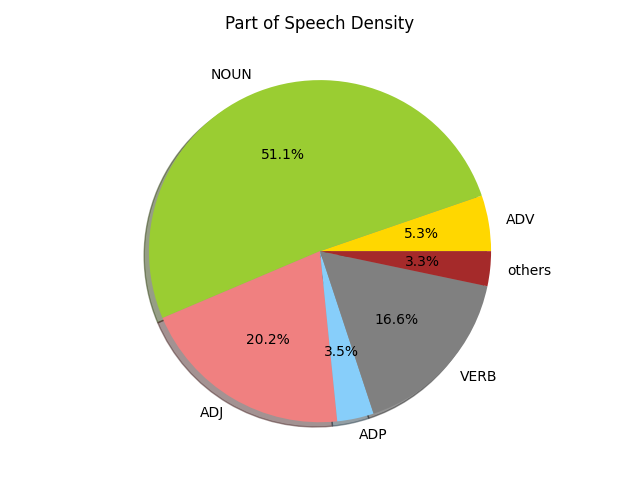 Part of Speech Density
NOUN
51.1%
ADV
5.3%
3.3%
others
16.6%
20.2%
3.5%
VERB
ADJ
ADP